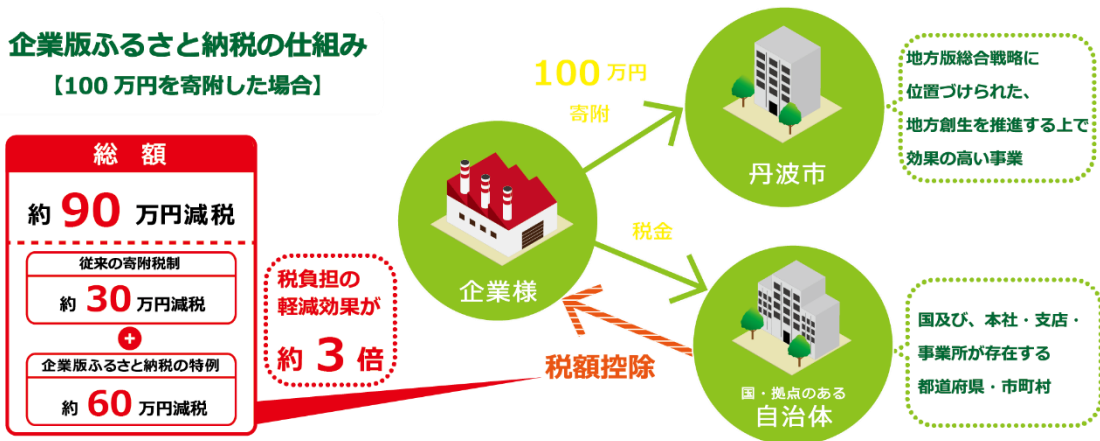 企業版ふるさと納税の仕組み
【100万円を寄附した場合】
総 額
約 90 万円減税
従来の寄附税制
約 30 万円減税
+
企業版ふるさと納税の特例
約 60 万円減税
税負担の
軽減効果が
約 3 倍
企業様
100万円
寄附
税金
税額控除
丹波市
地方版総合戦略に
位置づけられた、
地方創生を推進する上で
効果の高い事業
国・拠点のある
自治体
国及び、本社・支店・
事業所が存在する
都道府県・市町村